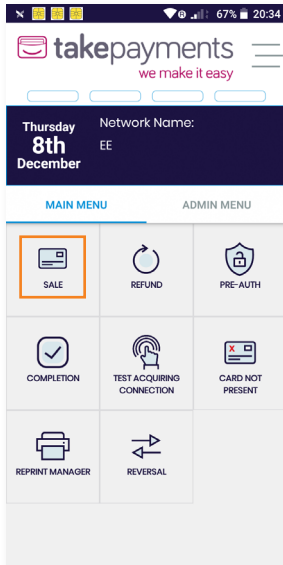 67% 20:34
takepayments
we make it easy
Thursday
8th
December
Network Name:
EE
MAIN MENU
ADMIN MENU
SALE
REFUND
PRE-AUTH
COMPLETION
TEST ACQUIRING
CONNECTION
CARD NOT
PRESENT
REPRINT MANAGER
REVERSAL